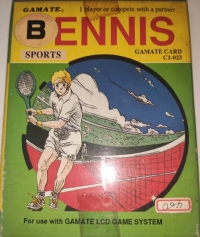 GAMATE®
1 player or compete with a partner
BENNIS
SPORTS
GAMATE CARD
C1-023
For use with GAMATE LCD GAME SYSTEM